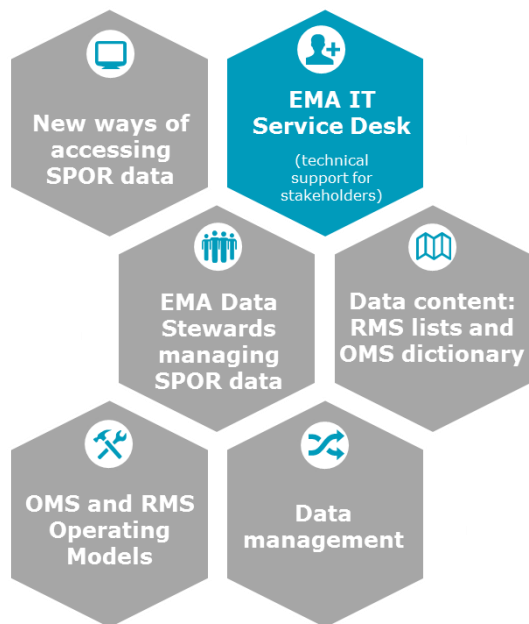 New ways of
accessing
SPOR data
EMA IT
Service Desk
(technical
support for
stakeholders)
EMA Data
Stewards
managing
SPOR data
Data content:
RMS lists and
OMS dictionary
OMS and RMS
Operating
Models
Data
management